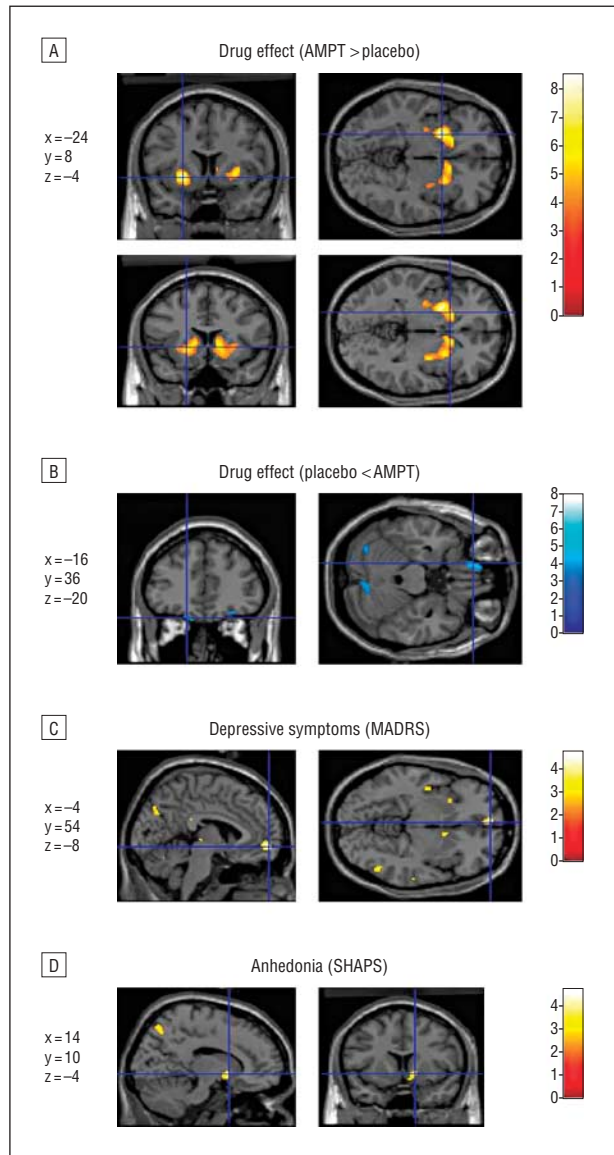 A
Drug effect (AMPT > placebo)
x = –24
y = 8
z = –4
8
7
6
5
4
3
2
1
0
B
Drug effect (placebo < AMPT)
x = –16
y = 36
z = –20
8
7
6
5
4
3
2
1
0
C
Depressive symptoms (MADRS)
x = –4
y = 54
z = –8
4
3
2
1
0
D
Anhedonia (SHAPS)
x = 14
y = 10
z = –4
4
3
2
1
0